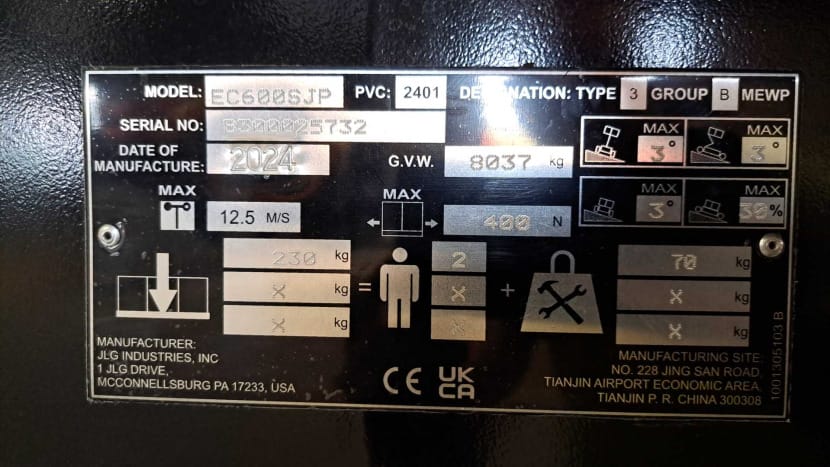 MODEL: EC600SJP PVC: 2401 DESIGNATION: TYPE 3 GROUP B MEWP
SERIAL NO: B300025732
DATE OF MANUFACTURE: 2024 G.V.W. 8037 kg
MAX 3° MAX 3°
MAX 3° MAX 30%
MAX 12.5 M/S MAX 400 N
230 kg = 2 + 70 kg
X kg X X kg
X kg X X kg
MANUFACTURER:
JLG INDUSTRIES, INC
1 JLG DRIVE,
MCCONNELLSBURG PA 17233, USA
CE UK CA
MANUFACTURING SITE:
NO. 228 JING SAN ROAD,
TIANJIN AIRPORT ECONOMIC AREA,
TIANJIN P. R. CHINA 300308
1001305103 B